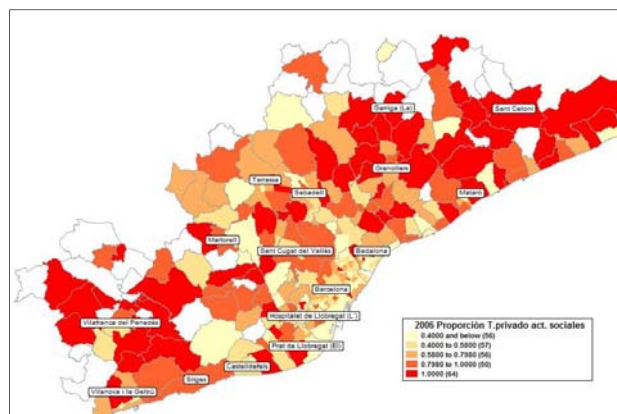 Garriga (La)
Sant Celoni
Granollers
Terrassa
Sabadell
Mataró
Martorell
Sant Cugat del Vallès
Badalona
Barcelona
Vilafranca del Penedès
Hospitalet de Llobregat (L')
Prat de Llobregat (El)
Castelldefels
Sitges
Vilanova i la Geltrú
2006 Proporción T.privado act. sociales
0.4000 and below (56)
0.4000 to 0.5800 (57)
0.5800 to 0.7980 (56)
0.7980 to 1.0000 (50)
1.0000 (64)